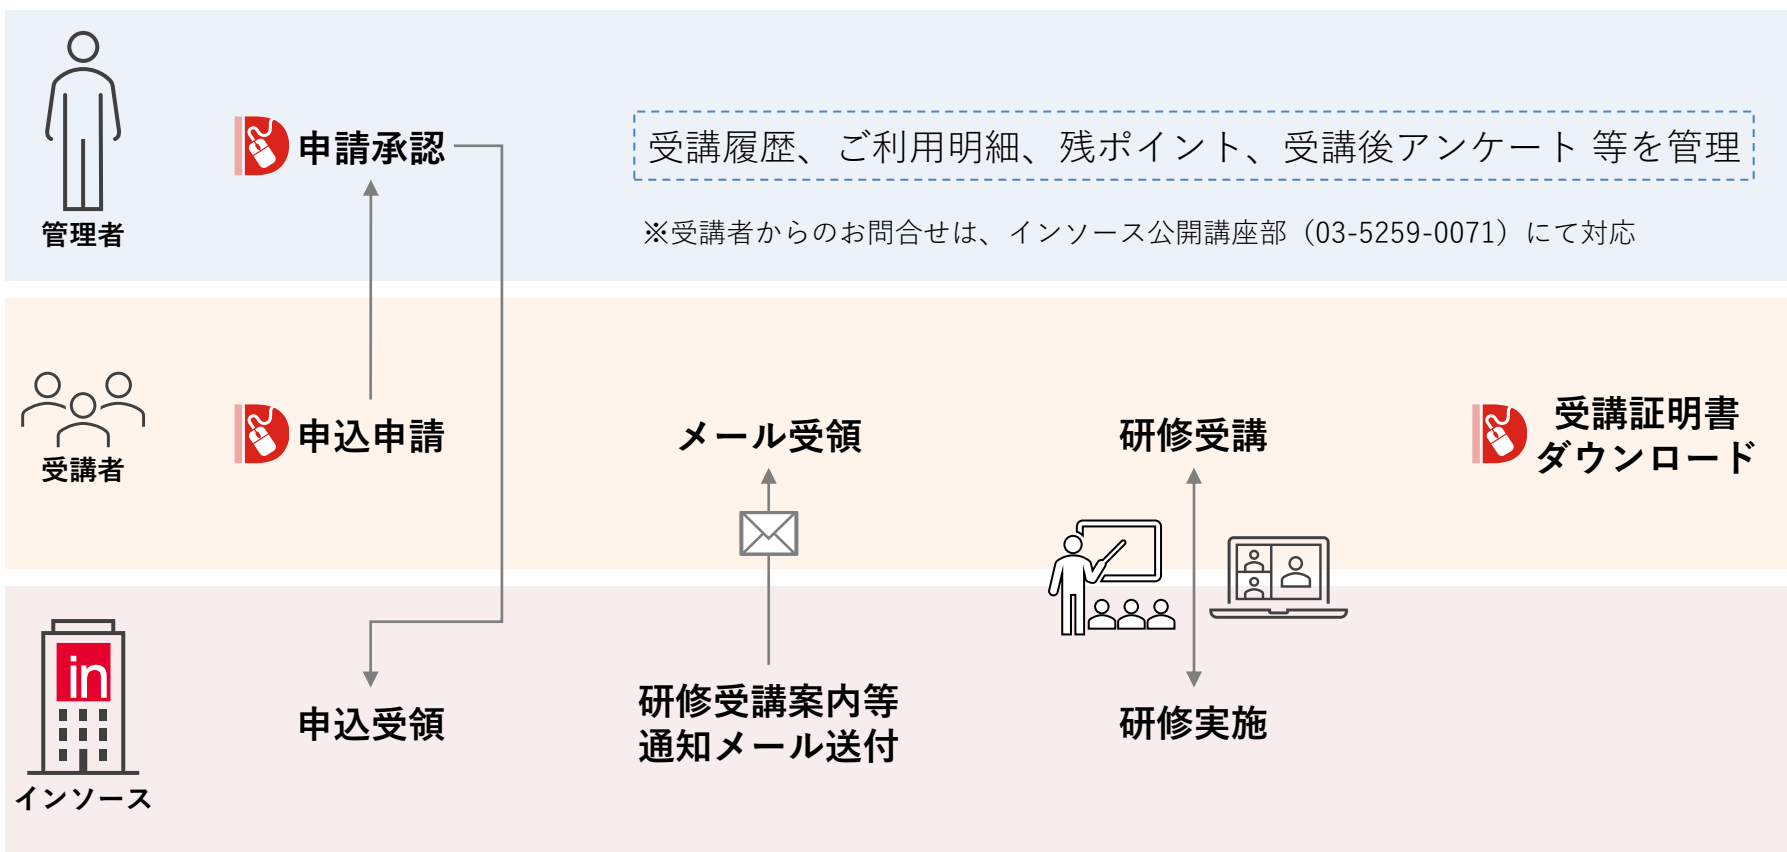 申請承認
受講履歴、ご利用明細、残ポイント、受講後アンケート 等を管理
管理者
※受講者からのお問合せは、インソース公開講座部（03-5259-0071）にて対応
申込申請
メール受領
研修受講
受講証明書
ダウンロード
受講者
in
申込受領
研修受講案内等
通知メール送付
研修実施
インソース